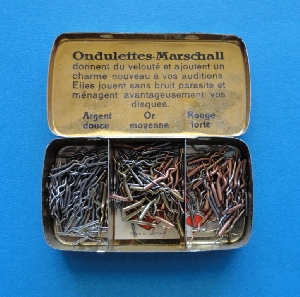 Ondulettes-Marschall
donnent du velouté et ajoutent un
charme nouveau à vos auditions.
Elles jouent sans bruit parasite et
ménagent avantageusement vos
disques.
Argent Or Rouge
douce moyenne forte